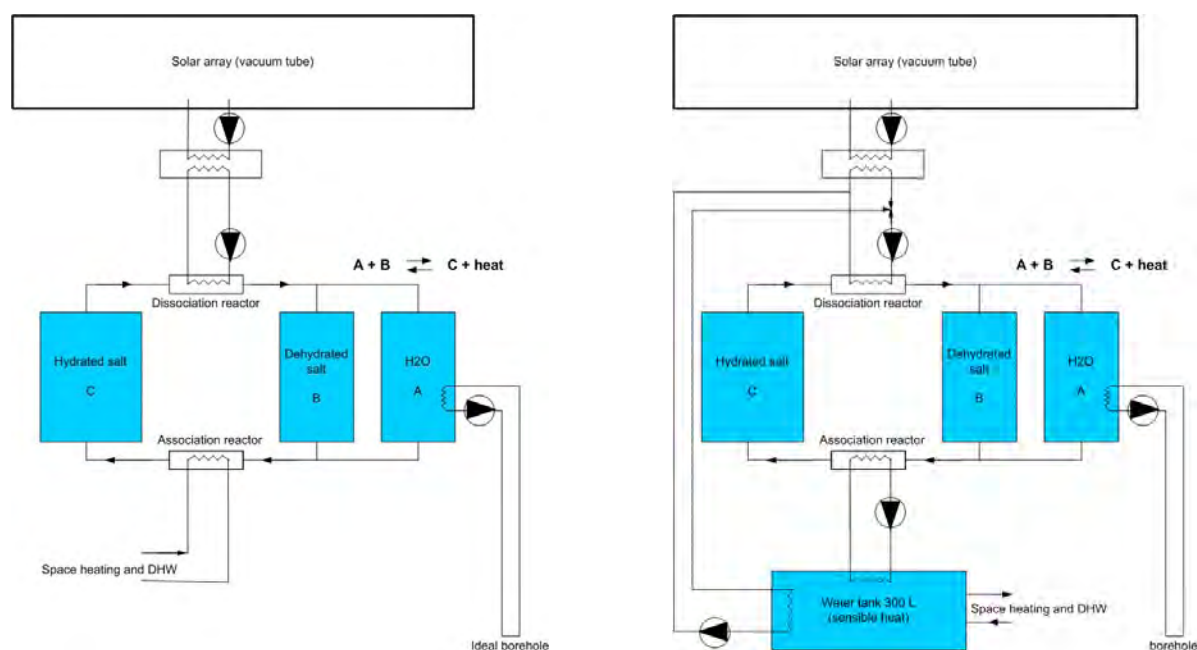 Solar array (vacuum tube)
A + B ⇄ C + heat
Dissociation reactor
Hydrated salt
C
Dehydrated
salt
B
H2O
A
Association reactor
Space heating and DHW
Ideal borehole
Solar array (vacuum tube)
A + B ⇄ C + heat
Dissociation reactor
Hydrated salt
C
Dehydrated
salt
B
H2O
A
Association reactor
Water tank 300 L
(sensible heat)
Space heating and DHW
borehole